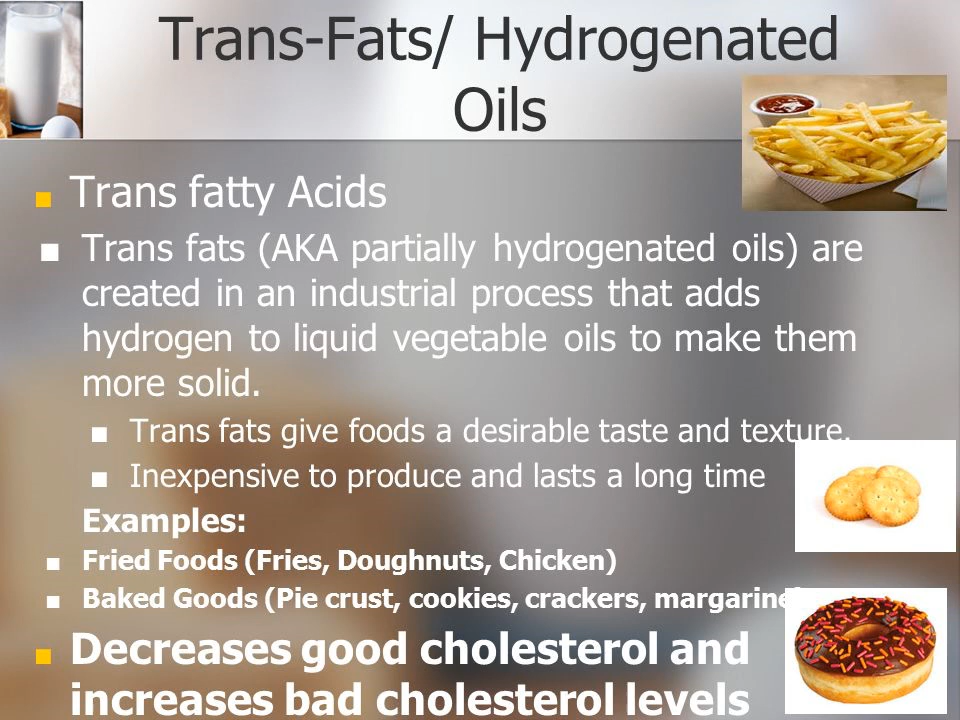 Trans-Fats/ Hydrogenated
Oils
■ Trans fatty Acids
■ Trans fats (AKA partially hydrogenated oils) are
created in an industrial process that adds
hydrogen to liquid vegetable oils to make them
more solid.
■ Trans fats give foods a desirable taste and texture.
■ Inexpensive to produce and lasts a long time
Examples:
■ Fried Foods (Fries, Doughnuts, Chicken)
■ Baked Goods (Pie crust, cookies, crackers, margarine)
■ Decreases good cholesterol and
increases bad cholesterol levels